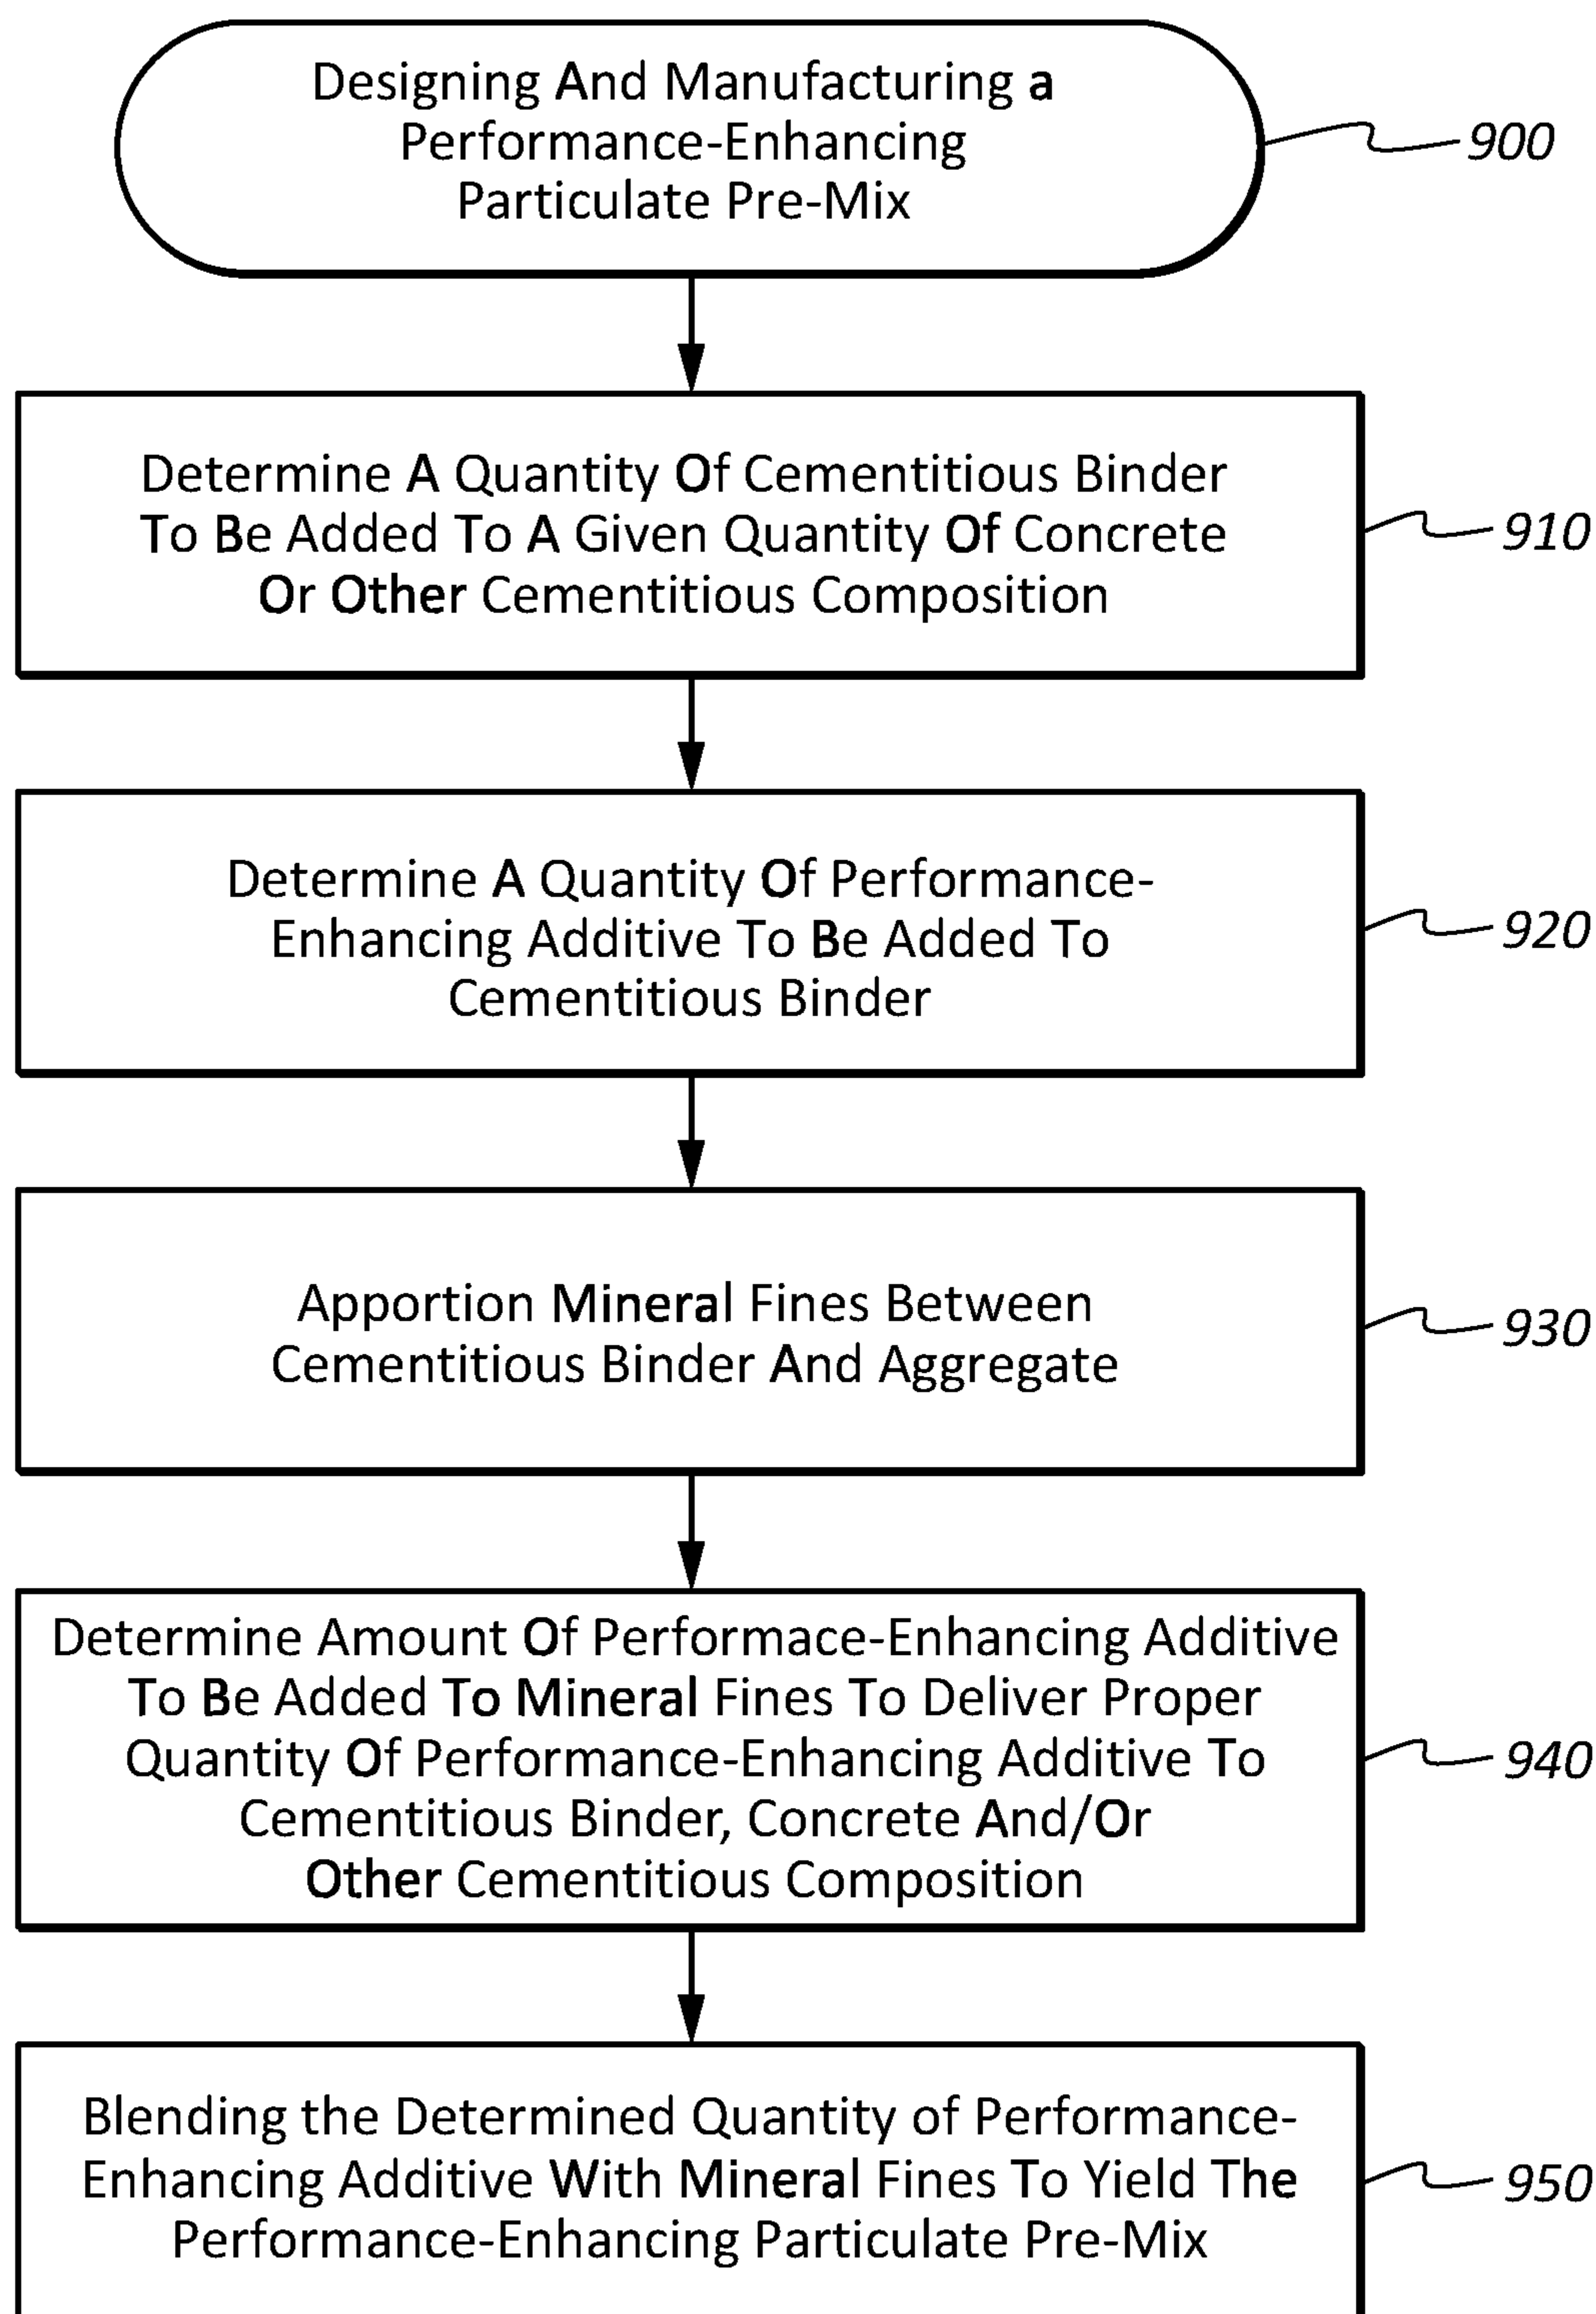 Designing And Manufacturing a
Performance-Enhancing
Particulate Pre-Mix
900
Determine A Quantity Of Cementitious Binder
To Be Added To A Given Quantity Of Concrete
Or Other Cementitious Composition
910
Determine A Quantity Of Performance-
Enhancing Additive To Be Added To
Cementitious Binder
920
Apportion Mineral Fines Between
Cementitious Binder And Aggregate
930
Determine Amount Of Performace-Enhancing Additive
To Be Added To Mineral Fines To Deliver Proper
Quantity Of Performance-Enhancing Additive To
Cementitious Binder, Concrete And/Or
Other Cementitious Composition
940
Blending the Determined Quantity of Performance-
Enhancing Additive With Mineral Fines To Yield The
Performance-Enhancing Particulate Pre-Mix
950